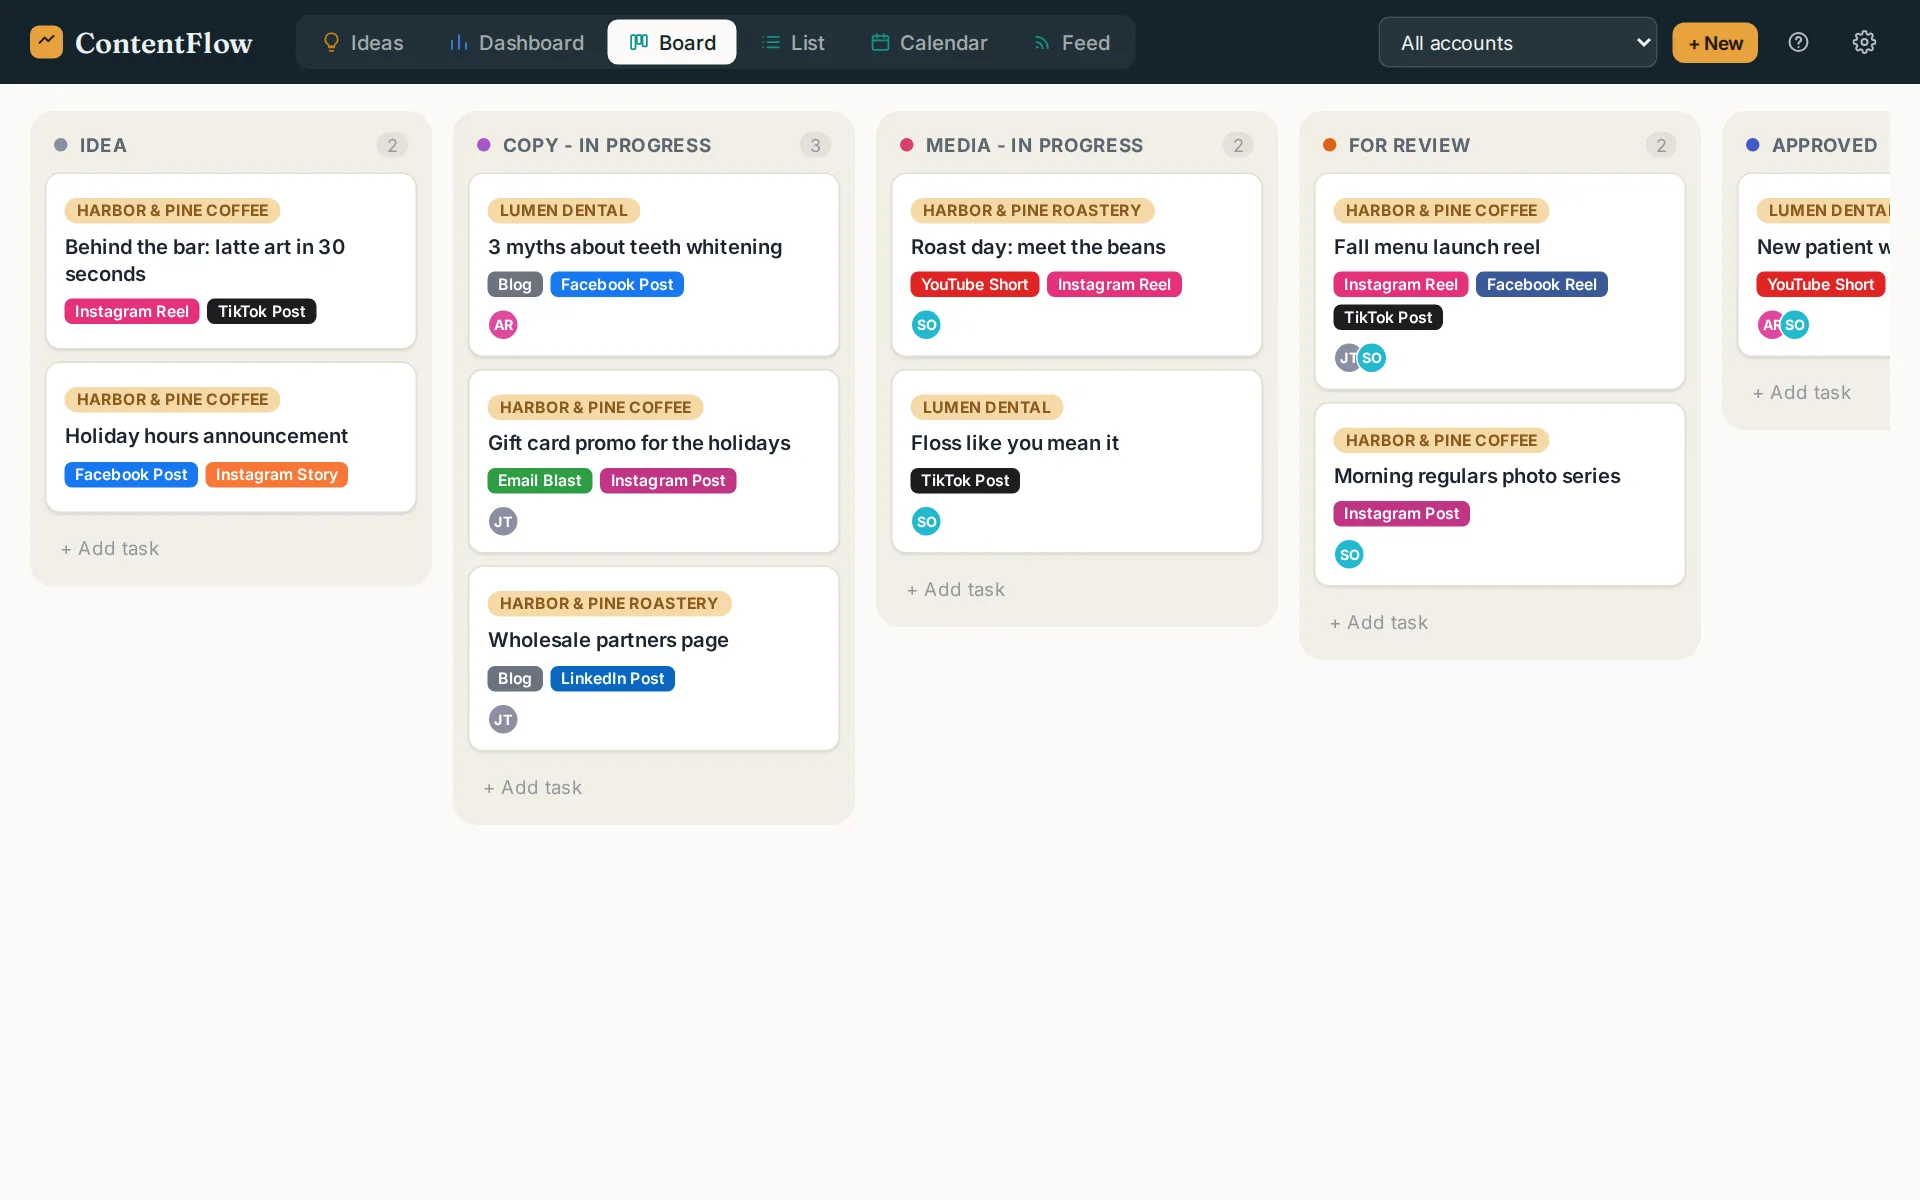 ContentFlow
Ideas
Dashboard
Board
List
Calendar
Feed
All accounts
+ New
IDEA
2
HARBOR & PINE COFFEE
Behind the bar: latte art in 30
seconds
Instagram Reel
TikTok Post
HARBOR & PINE COFFEE
Holiday hours announcement
Facebook Post
Instagram Story
+ Add task
COPY - IN PROGRESS
3
LUMEN DENTAL
3 myths about teeth whitening
Blog
Facebook Post
AR
HARBOR & PINE COFFEE
Gift card promo for the holidays
Email Blast
Instagram Post
JT
HARBOR & PINE ROASTERY
Wholesale partners page
Blog
LinkedIn Post
JT
+ Add task
MEDIA - IN PROGRESS
2
HARBOR & PINE ROASTERY
Roast day: meet the beans
YouTube Short
Instagram Reel
SO
LUMEN DENTAL
Floss like you mean it
TikTok Post
SO
+ Add task
FOR REVIEW
2
HARBOR & PINE COFFEE
Fall menu launch reel
Instagram Reel
Facebook Reel
TikTok Post
JT
SO
HARBOR & PINE COFFEE
Morning regulars photo series
Instagram Post
SO
+ Add task
APPROVED
LUMEN DENTA
New patient
YouTube Short
AR
SO
+ Add task